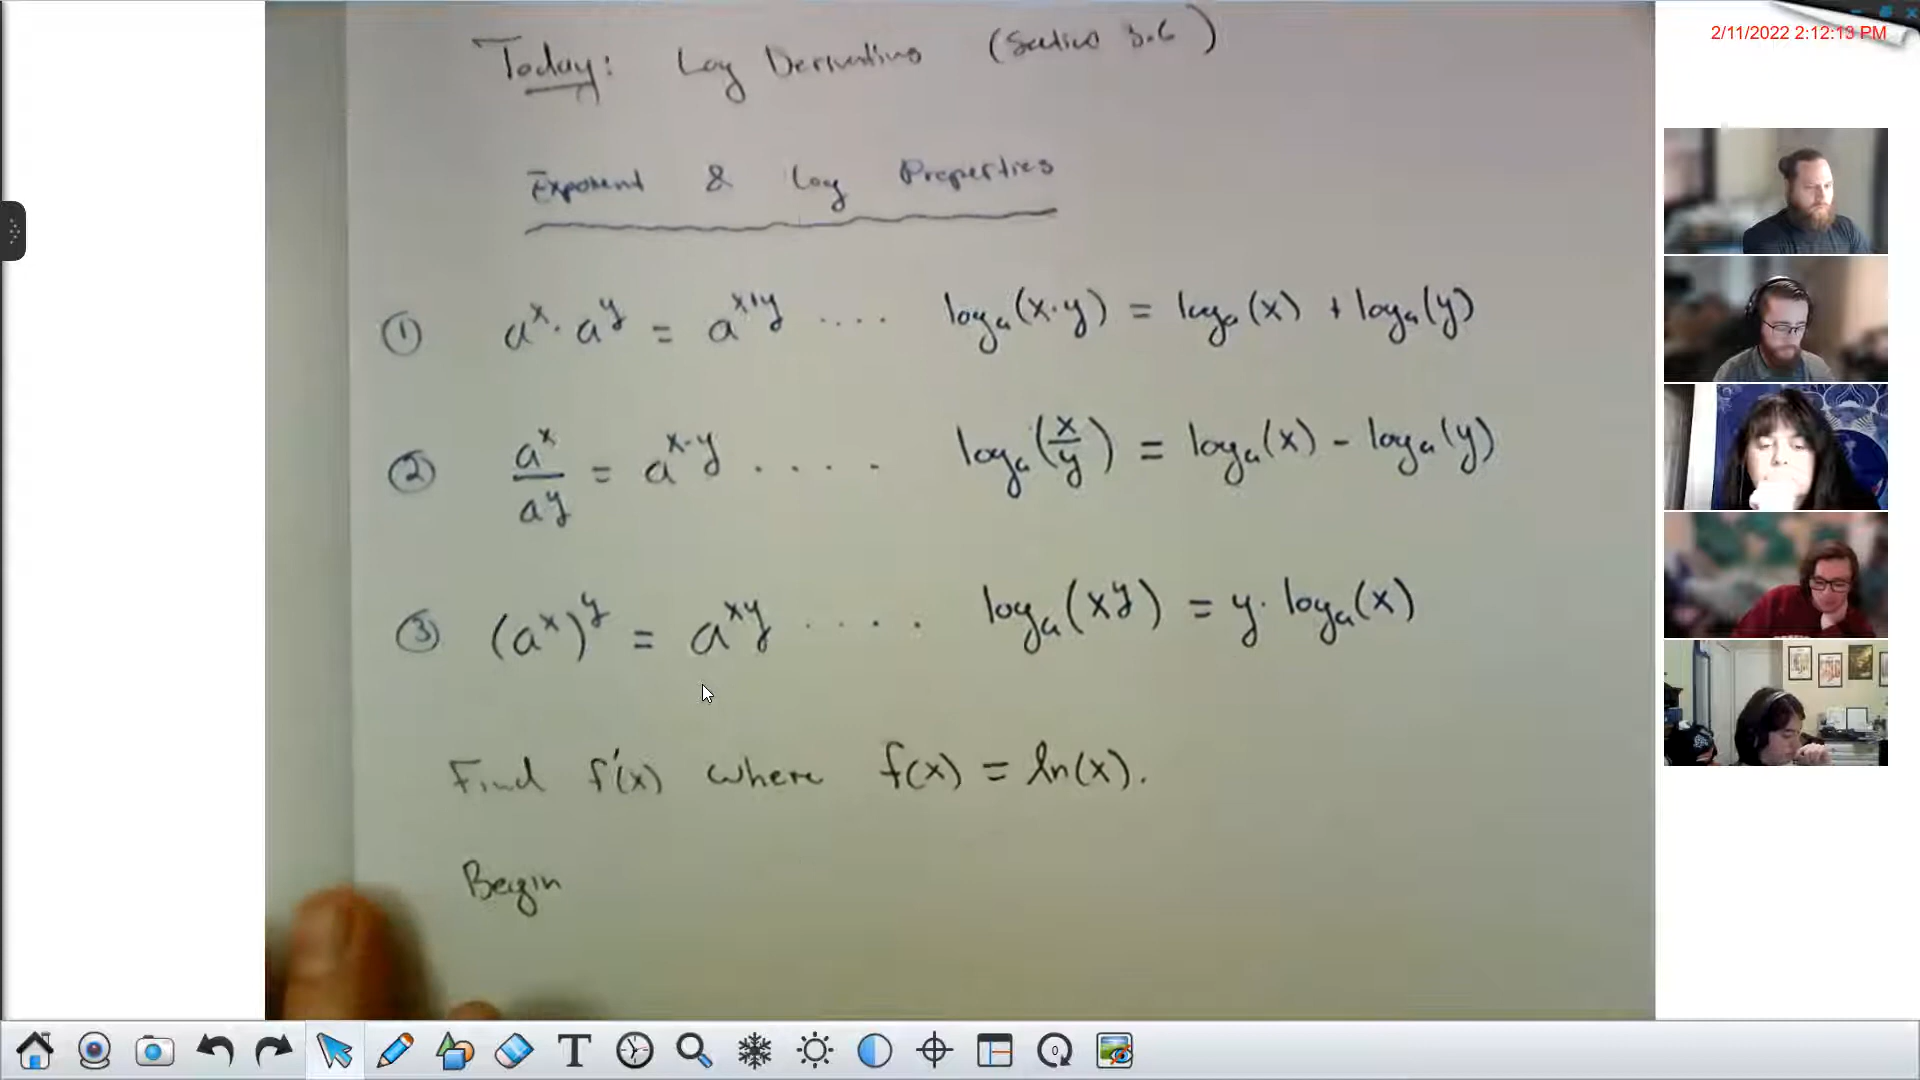 2/11/2022 2:12:13 PM
Today: Log Derivatives (Section 3.6)
Exponent & Log Properties
① a^x · a^y = a^{x+y} .... log_a(x·y) = log_a(x) + log_a(y)
② a^x / a^y = a^{x-y} ..... log_a(x/y) = log_a(x) - log_a(y)
③ (a^x)^y = a^{xy} ..... log_a(x^y) = y · log_a(x)
Find f'(x) where f(x) = ln(x).
Begin